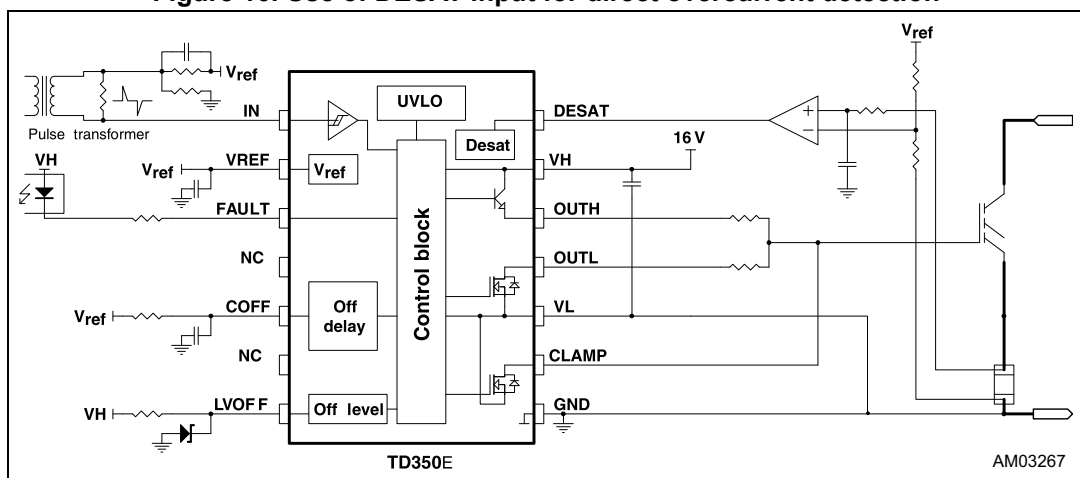 Figure 10. Use of DESAT input for direct overcurrent detection
Vref
Vref
UVLO
IN
DESAT
+
−
Pulse transformer
Desat
16 V
VH
Vref
VREF
Vref
VH
FAULT
OUTH
Control block
NC
OUTL
Vref
COFF
Off
delay
VL
NC
CLAMP
VH
LVOFF
Off level
GND
TD350E
AM03267